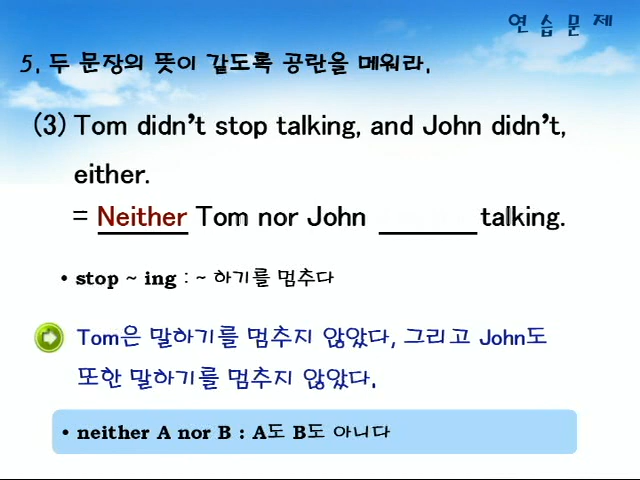 연 습 문 제
5. 두 문장의 뜻이 같도록 공란을 메워라.
(3) Tom didn't stop talking, and John didn't,
either.
= Neither Tom nor John ______ talking.
• stop ~ ing : ~ 하기를 멈추다
Tom은 말하기를 멈추지 않았다, 그리고 John도
또한 말하기를 멈추지 않았다.
• neither A nor B : A도 B도 아니다